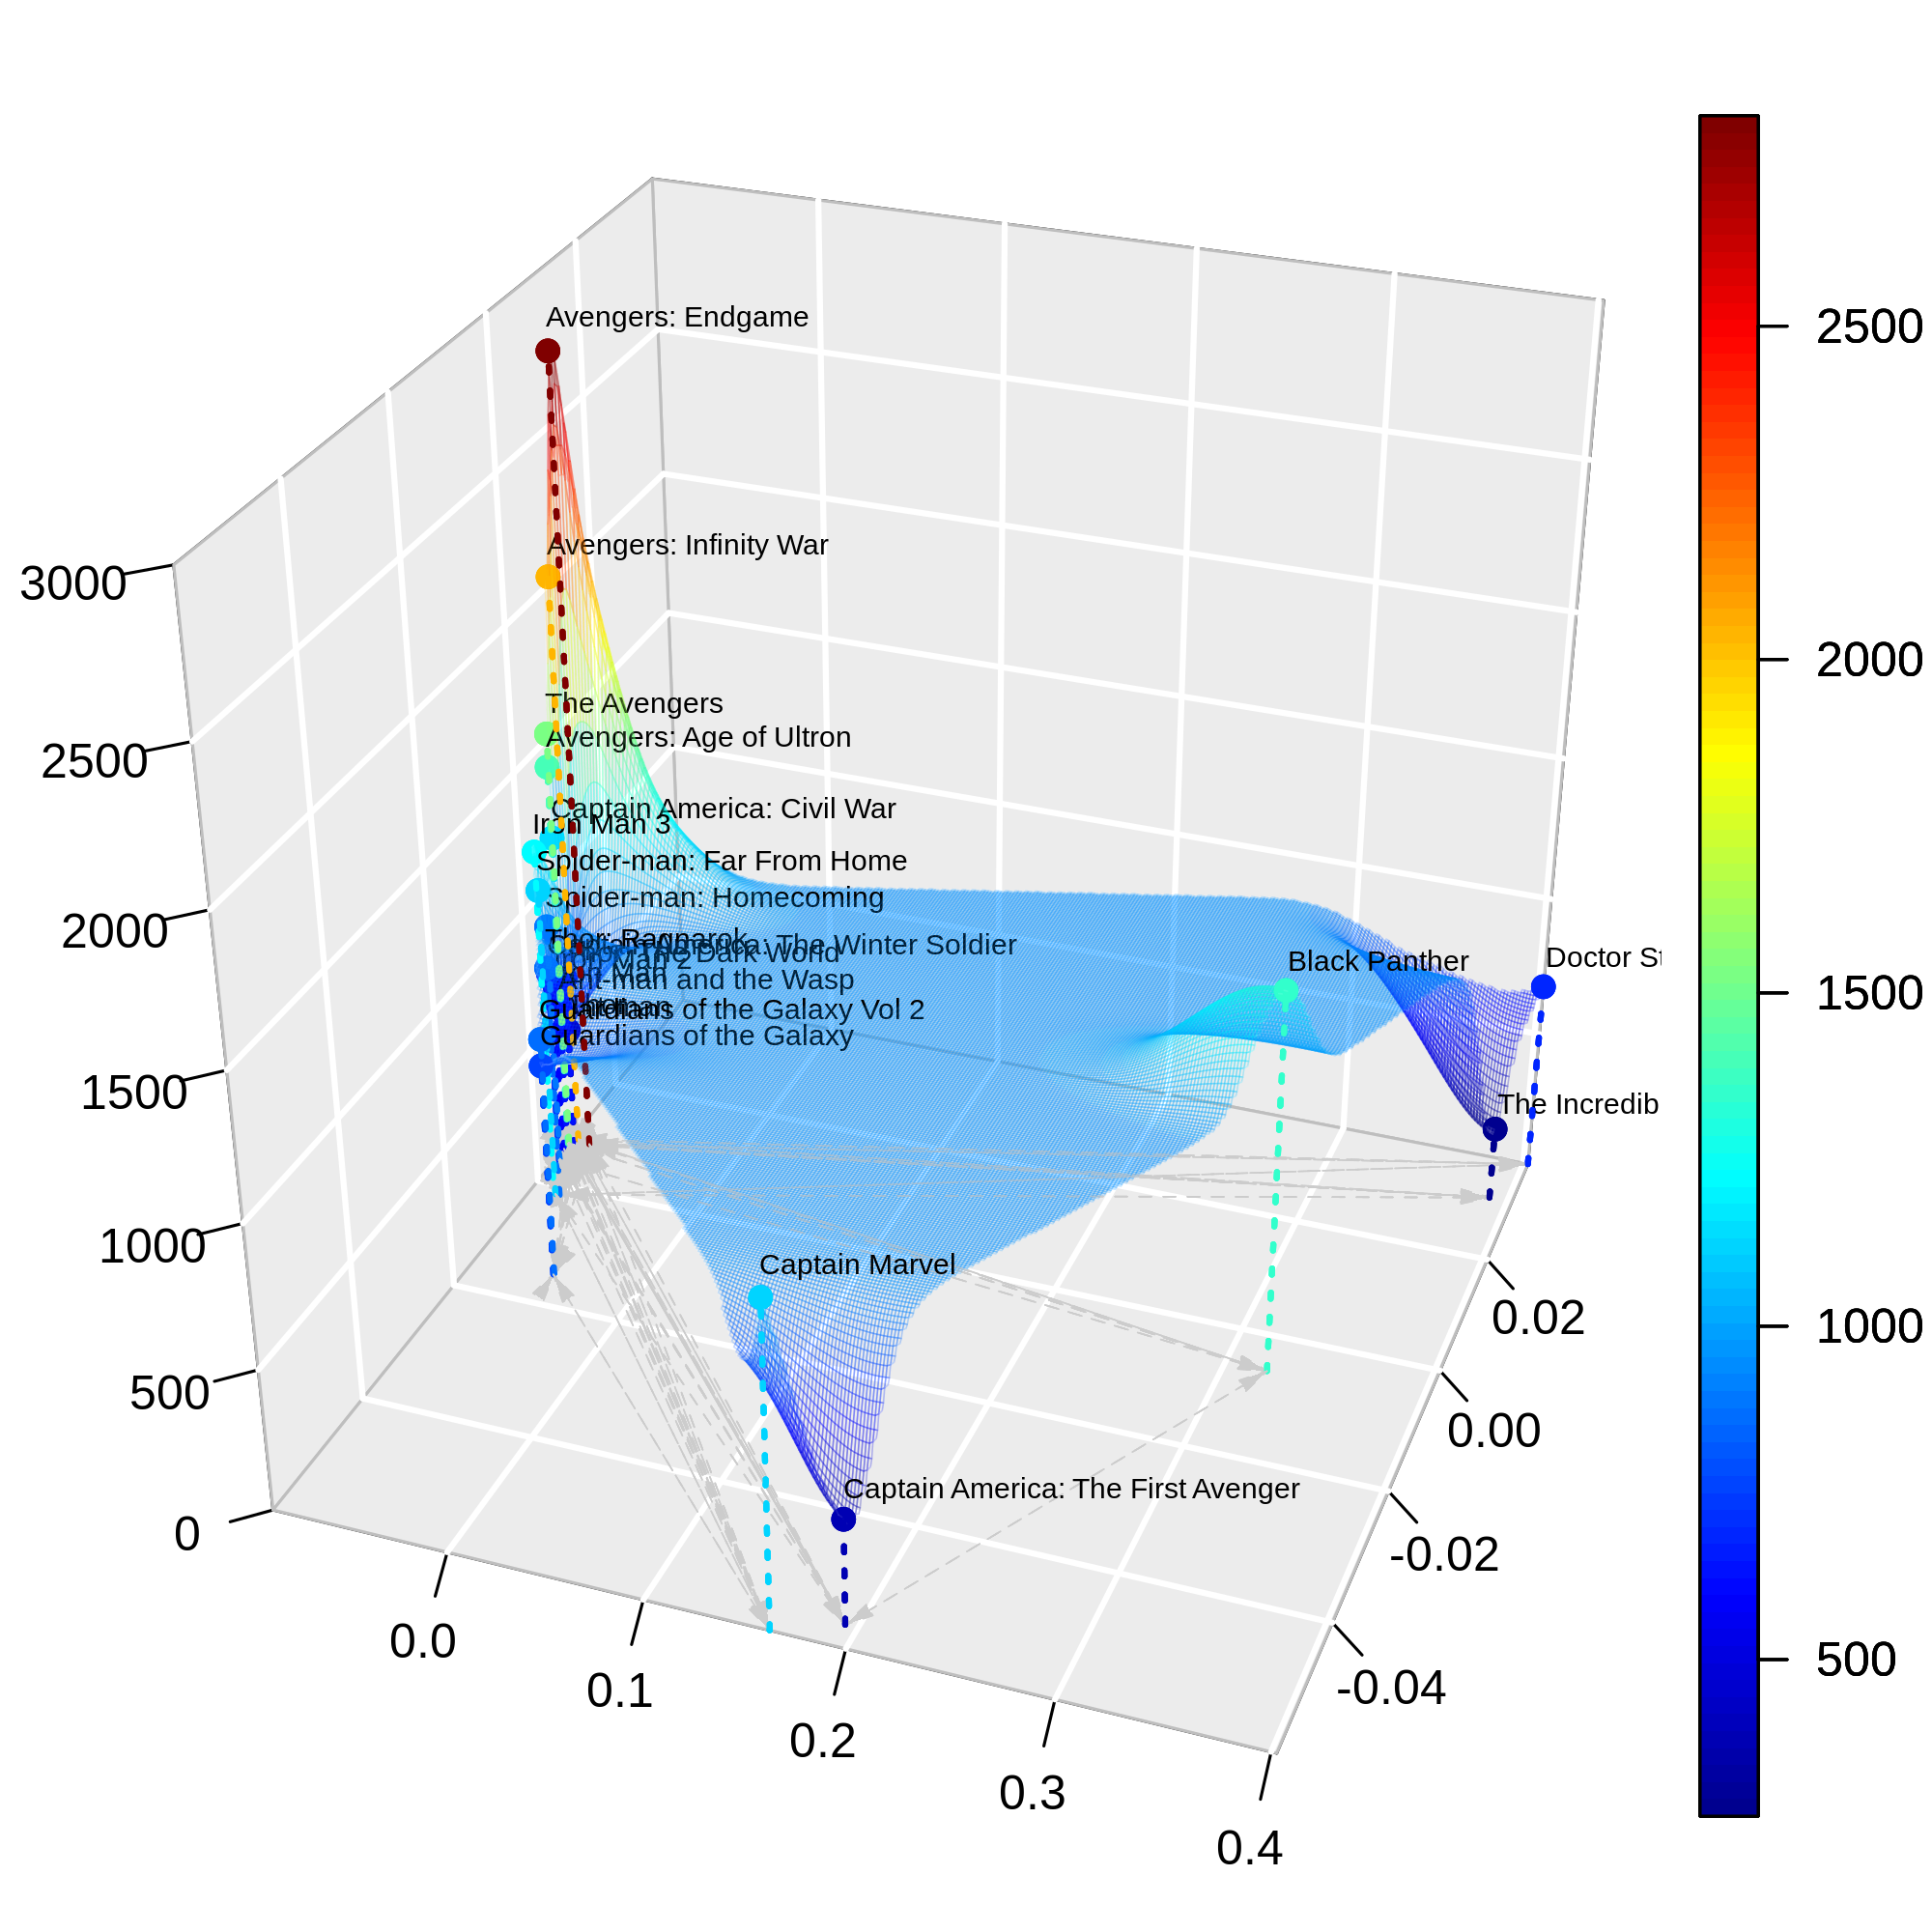 Avengers: Endgame
2500
Avengers: Infinity War
3000
2000
The Avengers
Avengers: Age of Ultron
2500
Captain America: Civil War
Iron Man 3
Spider-man: Far From Home
Spider-man: Homecoming
2000
Thor: Ragnarok
Captain America: The Winter Soldier
The Dark World
Iron Man 2
Black Panther
Doctor St
Ant-man and the Wasp
1500
Guardians of the Galaxy Vol 2
Guardians of the Galaxy
1500
The Incredib
1000
Captain Marvel
0.02
1000
500
0.00
Captain America: The First Avenger
0
-0.02
0.0
500
0.1
-0.04
0.2
0.3
0.4